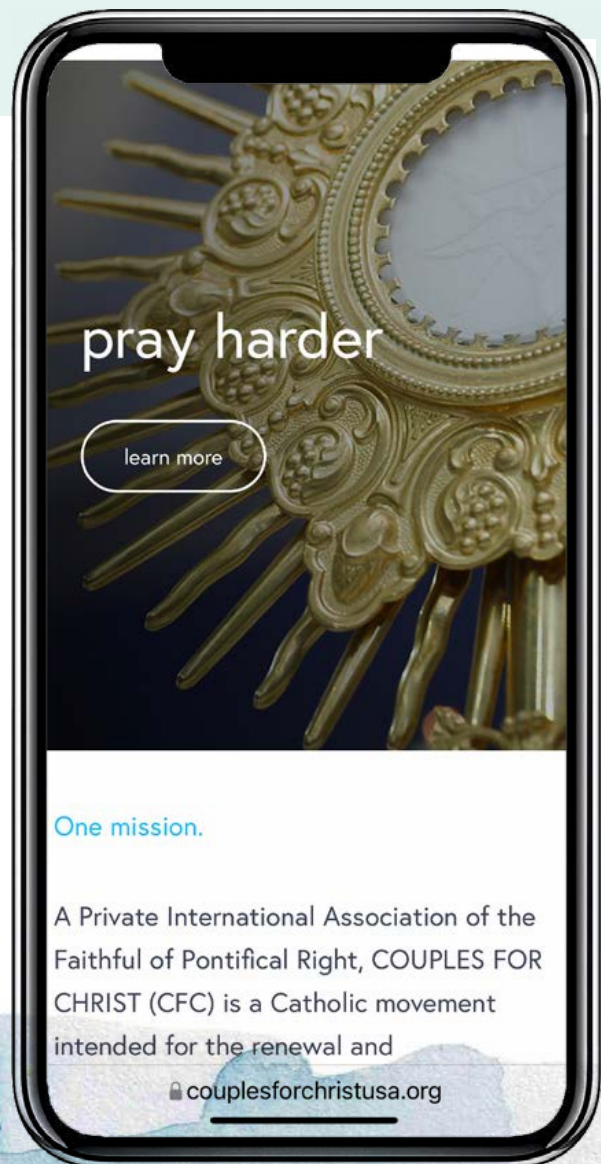 pray harder
learn more
One mission.
A Private International Association of the
Faithful of Pontifical Right, COUPLES FOR
CHRIST (CFC) is a Catholic movement
intended for the renewal and
couplesforchristusa.org